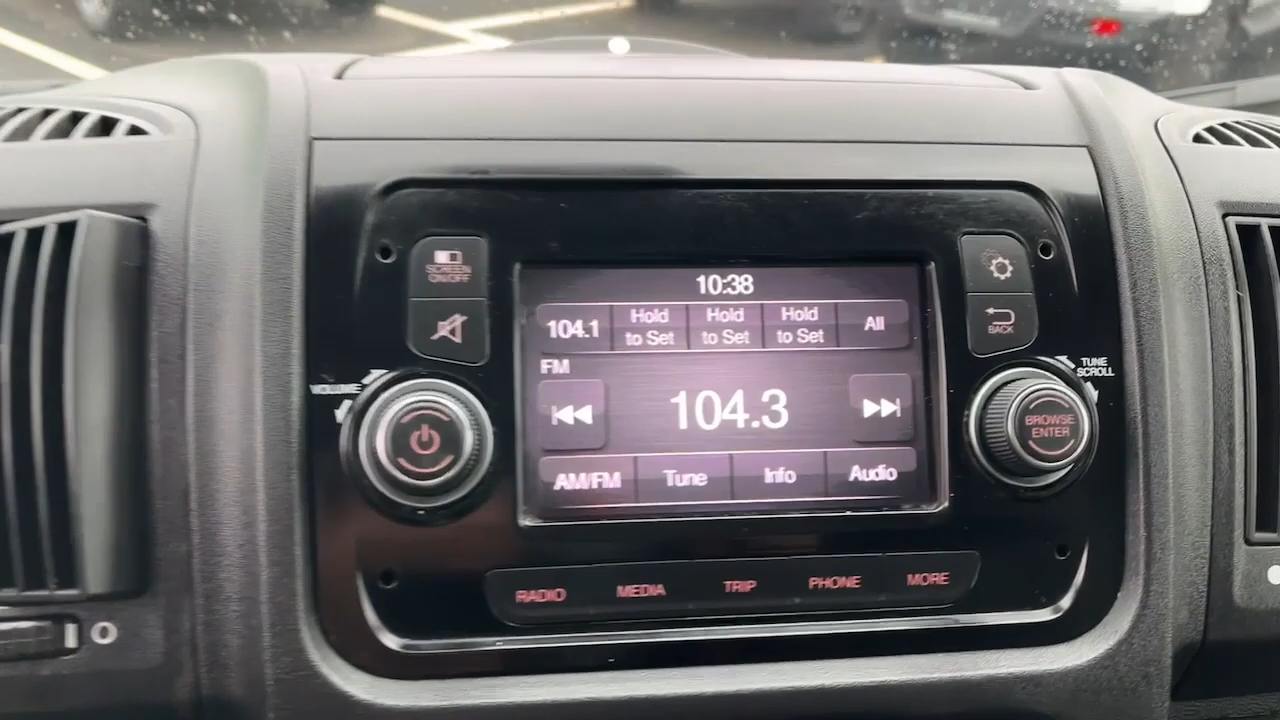 SCREEN
ON/OFF
10:38
104.1
Hold
to Set
Hold
to Set
Hold
to Set
All
BACK
FM
VOLUME
TUNE
SCROLL
104.3
BROWSE
ENTER
AM/FM
Tune
Info
Audio
RADIO
MEDIA
TRIP
PHONE
MORE
O